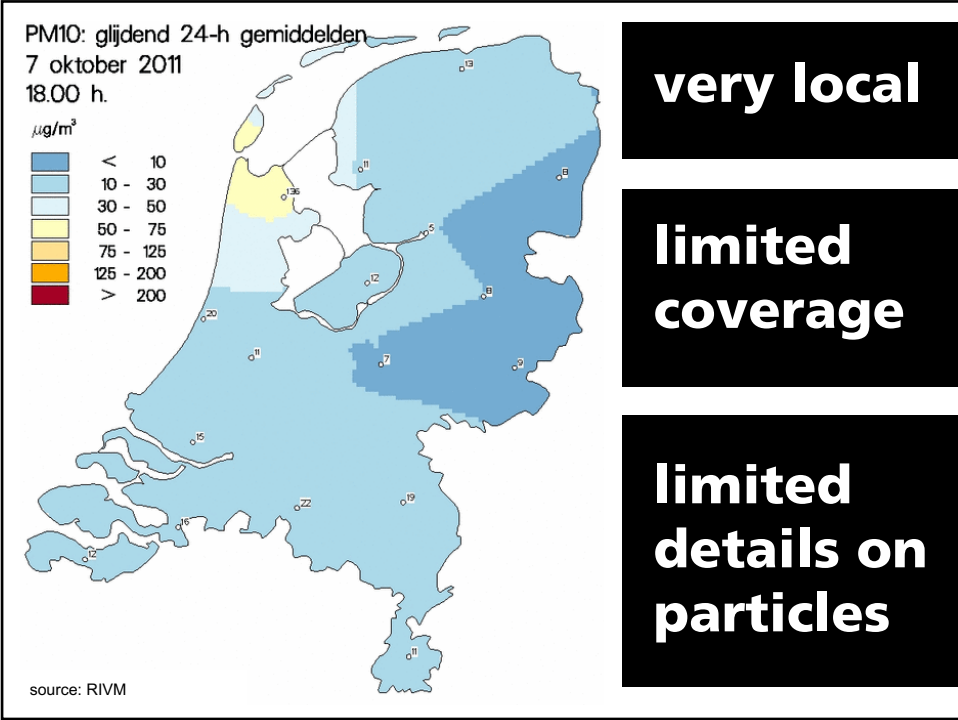 PM10: glijdend 24-h gemiddelden
7 oktober 2011
18.00 h.
µg/m³
< 10
10 - 30
30 - 50
50 - 75
75 - 125
125 - 200
> 200
13
11
8
136
5
12
8
20
11
7
9
15
22
19
16
12
11
source: RIVM
very local
limited
coverage
limited
details on
particles